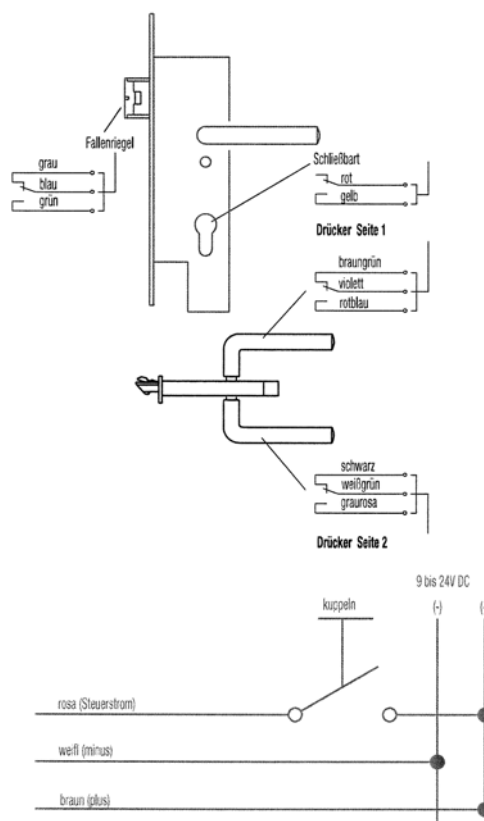 Fallenriegel
grau
blau
grün
Schließbart
rot
gelb
Drücker Seite 1
braungrün
violett
rotblau
schwarz
weißgrün
graurosa
Drücker Seite 2
9 bis 24V DC
kuppeln
(-)
rosa (Steuerstrom)
weifl (minus)
braun (plus)